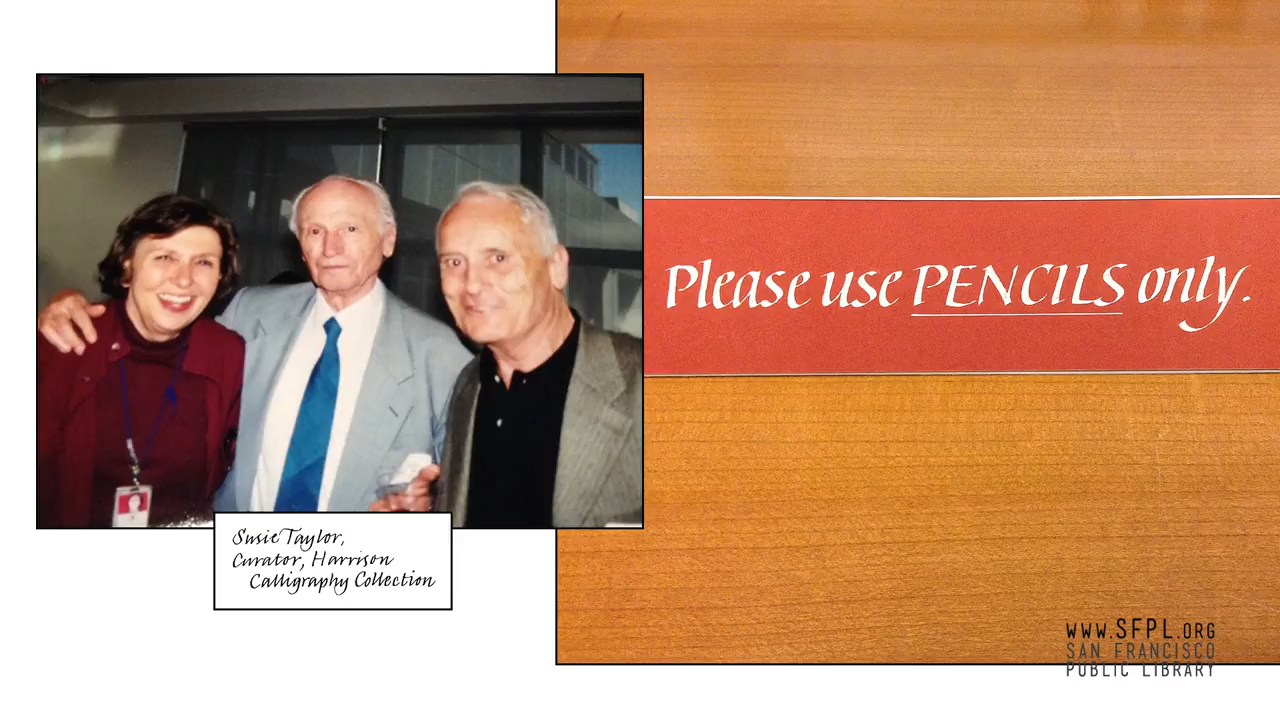 Please use PENCILS only.
Susie Taylor,
Curator, Harrison
Calligraphy Collection
WWW.SFPL.ORG
SAN FRANCISCO
PUBLIC LIBRARY